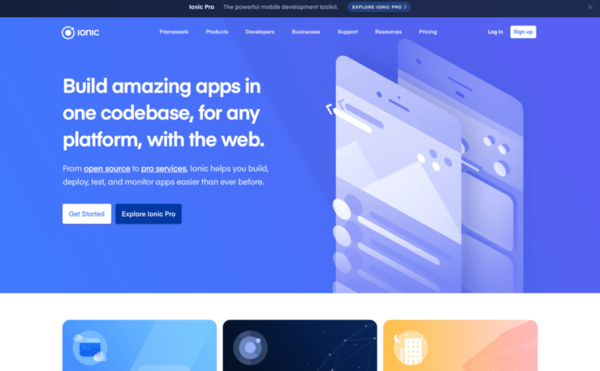 Ionic Pro The powerful mobile development toolkit. EXPLORE IONIC PRO >
IONIC Framework Products Developers Businesses Support Resources Pricing Log in Sign up
Build amazing apps in
one codebase, for any
platform, with the web.
From open source to pro services, Ionic helps you build,
deploy, test, and monitor apps easier than ever before.
Get Started Explore Ionic Pro